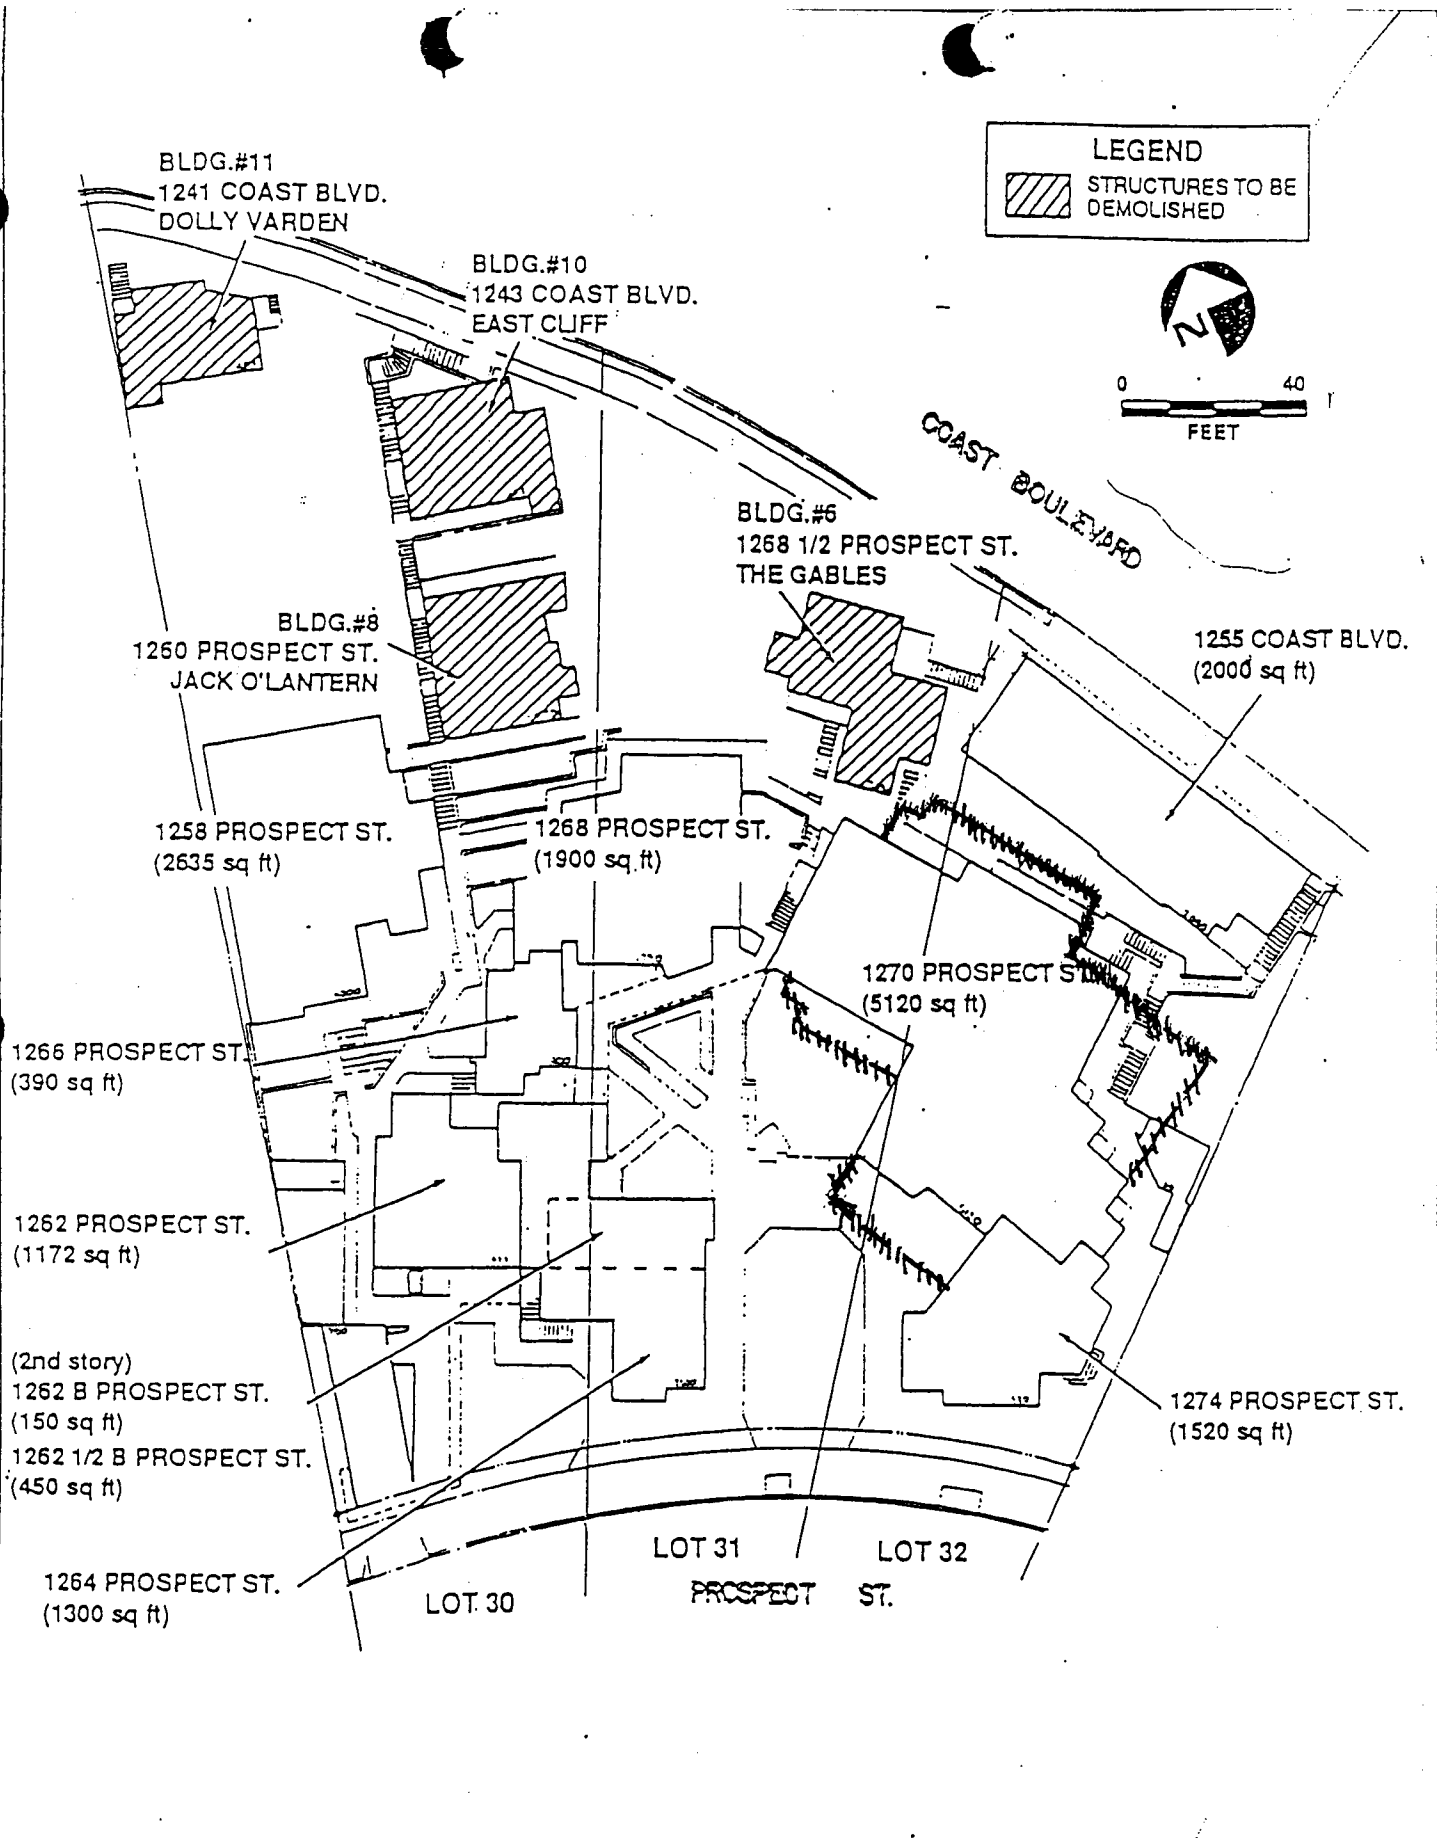 LEGEND
STRUCTURES TO BE
DEMOLISHED
BLDG.#11
1241 COAST BLVD.
DOLLY VARDEN
BLDG.#10
1243 COAST BLVD.
EAST CLIFF
N
0 40
FEET
COAST BOULEVARD
BLDG.#6
1268 1/2 PROSPECT ST.
THE GABLES
BLDG.#8
1260 PROSPECT ST.
JACK O'LANTERN
1255 COAST BLVD.
(2000 sq ft)
1258 PROSPECT ST.
(2635 sq ft)
1268 PROSPECT ST.
(1900 sq.ft)
1270 PROSPECT ST.
(5120 sq ft)
1266 PROSPECT ST.
(390 sq ft)
1262 PROSPECT ST.
(1172 sq ft)
(2nd story)
1262 B PROSPECT ST.
(150 sq ft)
1262 1/2 B PROSPECT ST.
(450 sq ft)
1274 PROSPECT ST.
(1520 sq ft)
1264 PROSPECT ST.
(1300 sq ft)
LOT 30
LOT 31
LOT 32
PROSPECT ST.